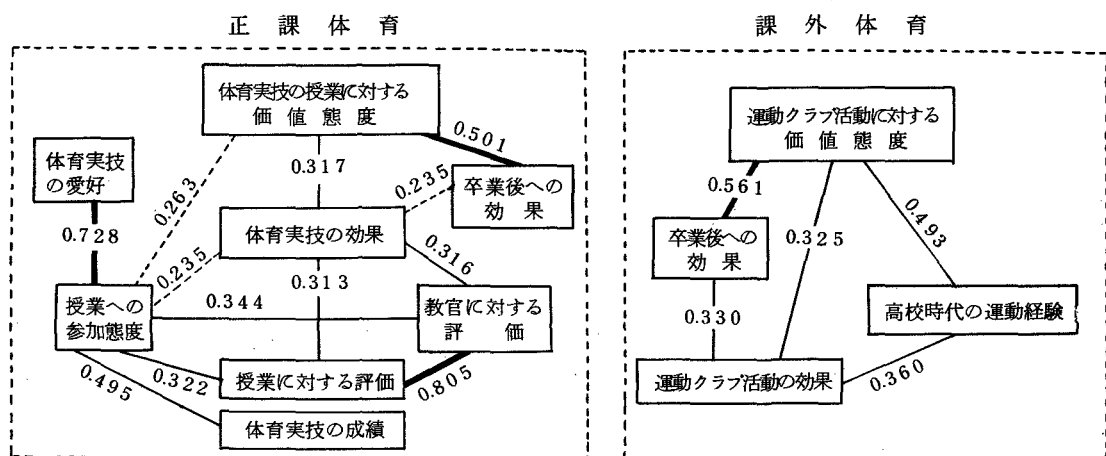 正課体育
体育実技の授業に対する
価値態度
体育実技
の愛好
0.501
0.317
0.263
0.235
卒業後への
効果
0.728
体育実技の効果
0.235
0.316
0.313
授業への
参加態度
0.344
教官に対する
評価
0.322
授業に対する評価
0.805
0.495
体育実技の成績
課外体育
運動クラブ活動に対する
価値態度
0.561
0.493
卒業後への
効果
0.325
0.330
高校時代の運動経験
運動クラブ活動の効果
0.360